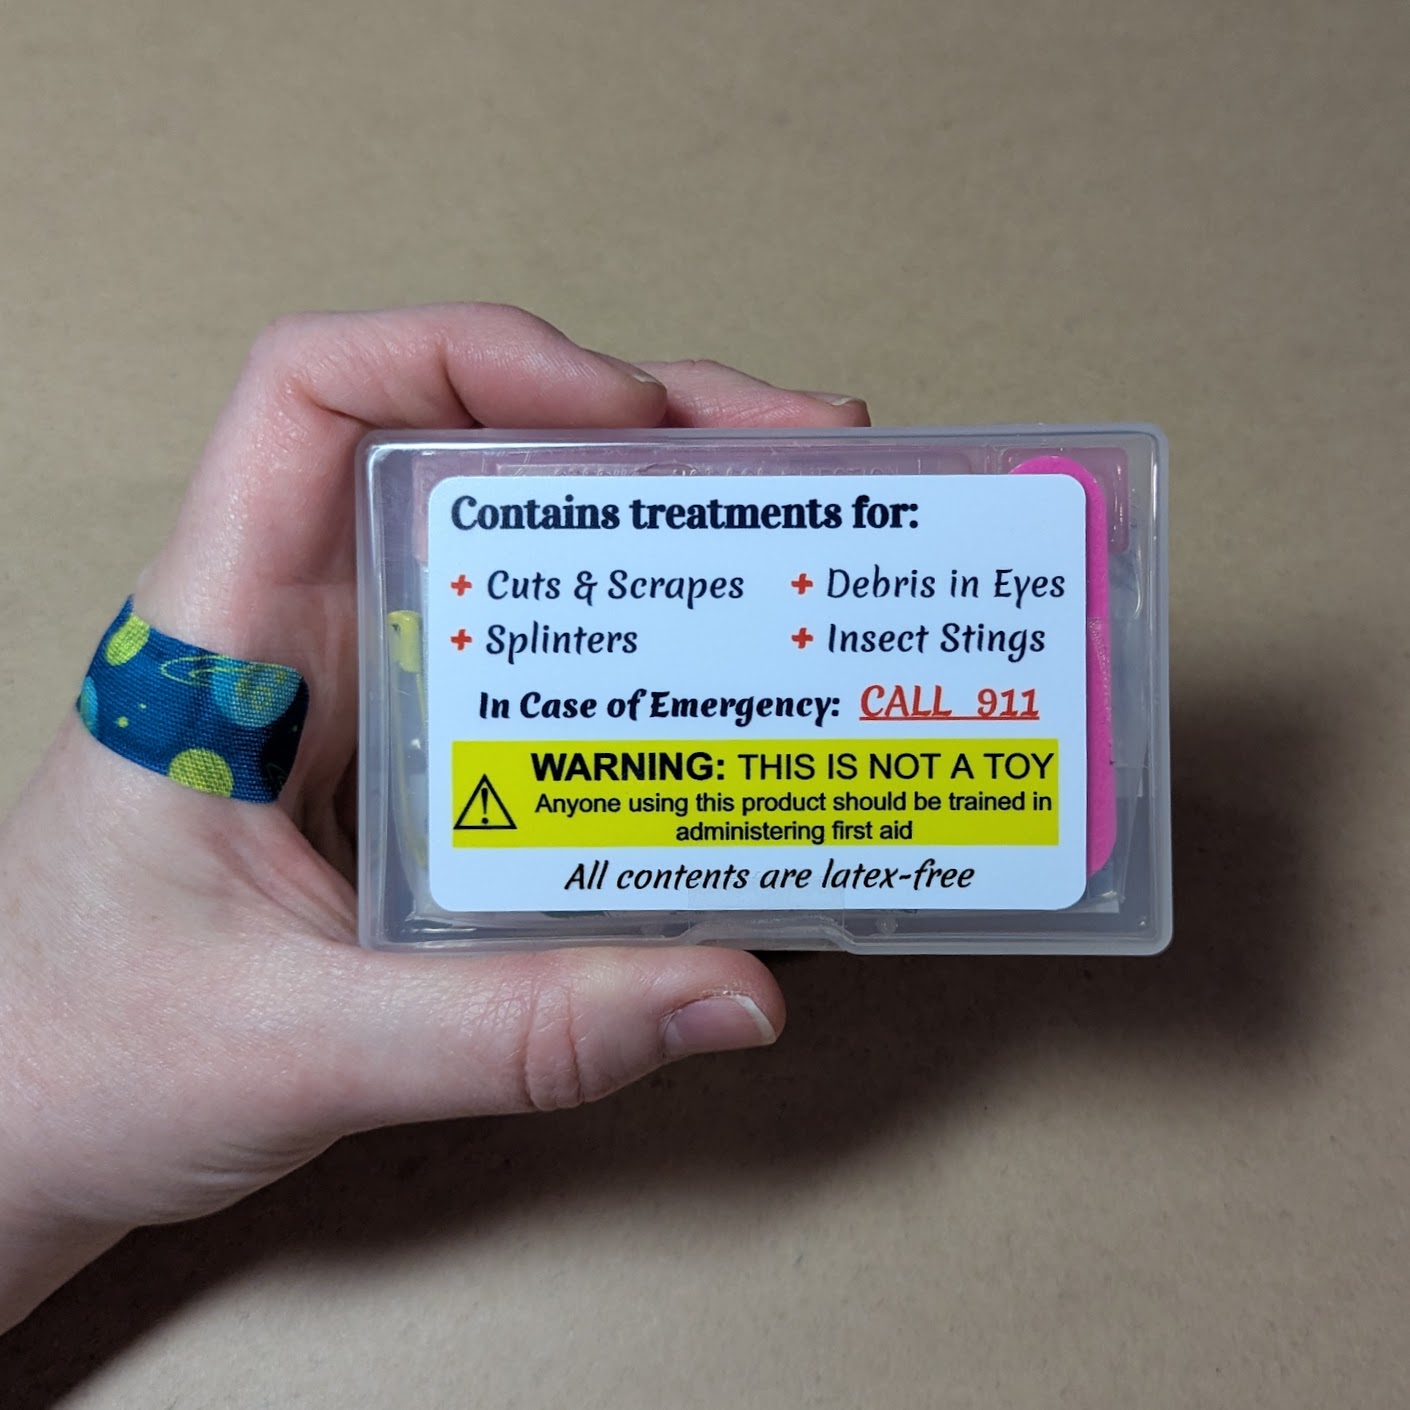 Contains treatments for:
+ Cuts & Scrapes
+ Debris in Eyes
+ Splinters
+ Insect Stings
In Case of Emergency: CALL 911
WARNING: THIS IS NOT A TOY
Anyone using this product should be trained in
administering first aid
All contents are latex-free